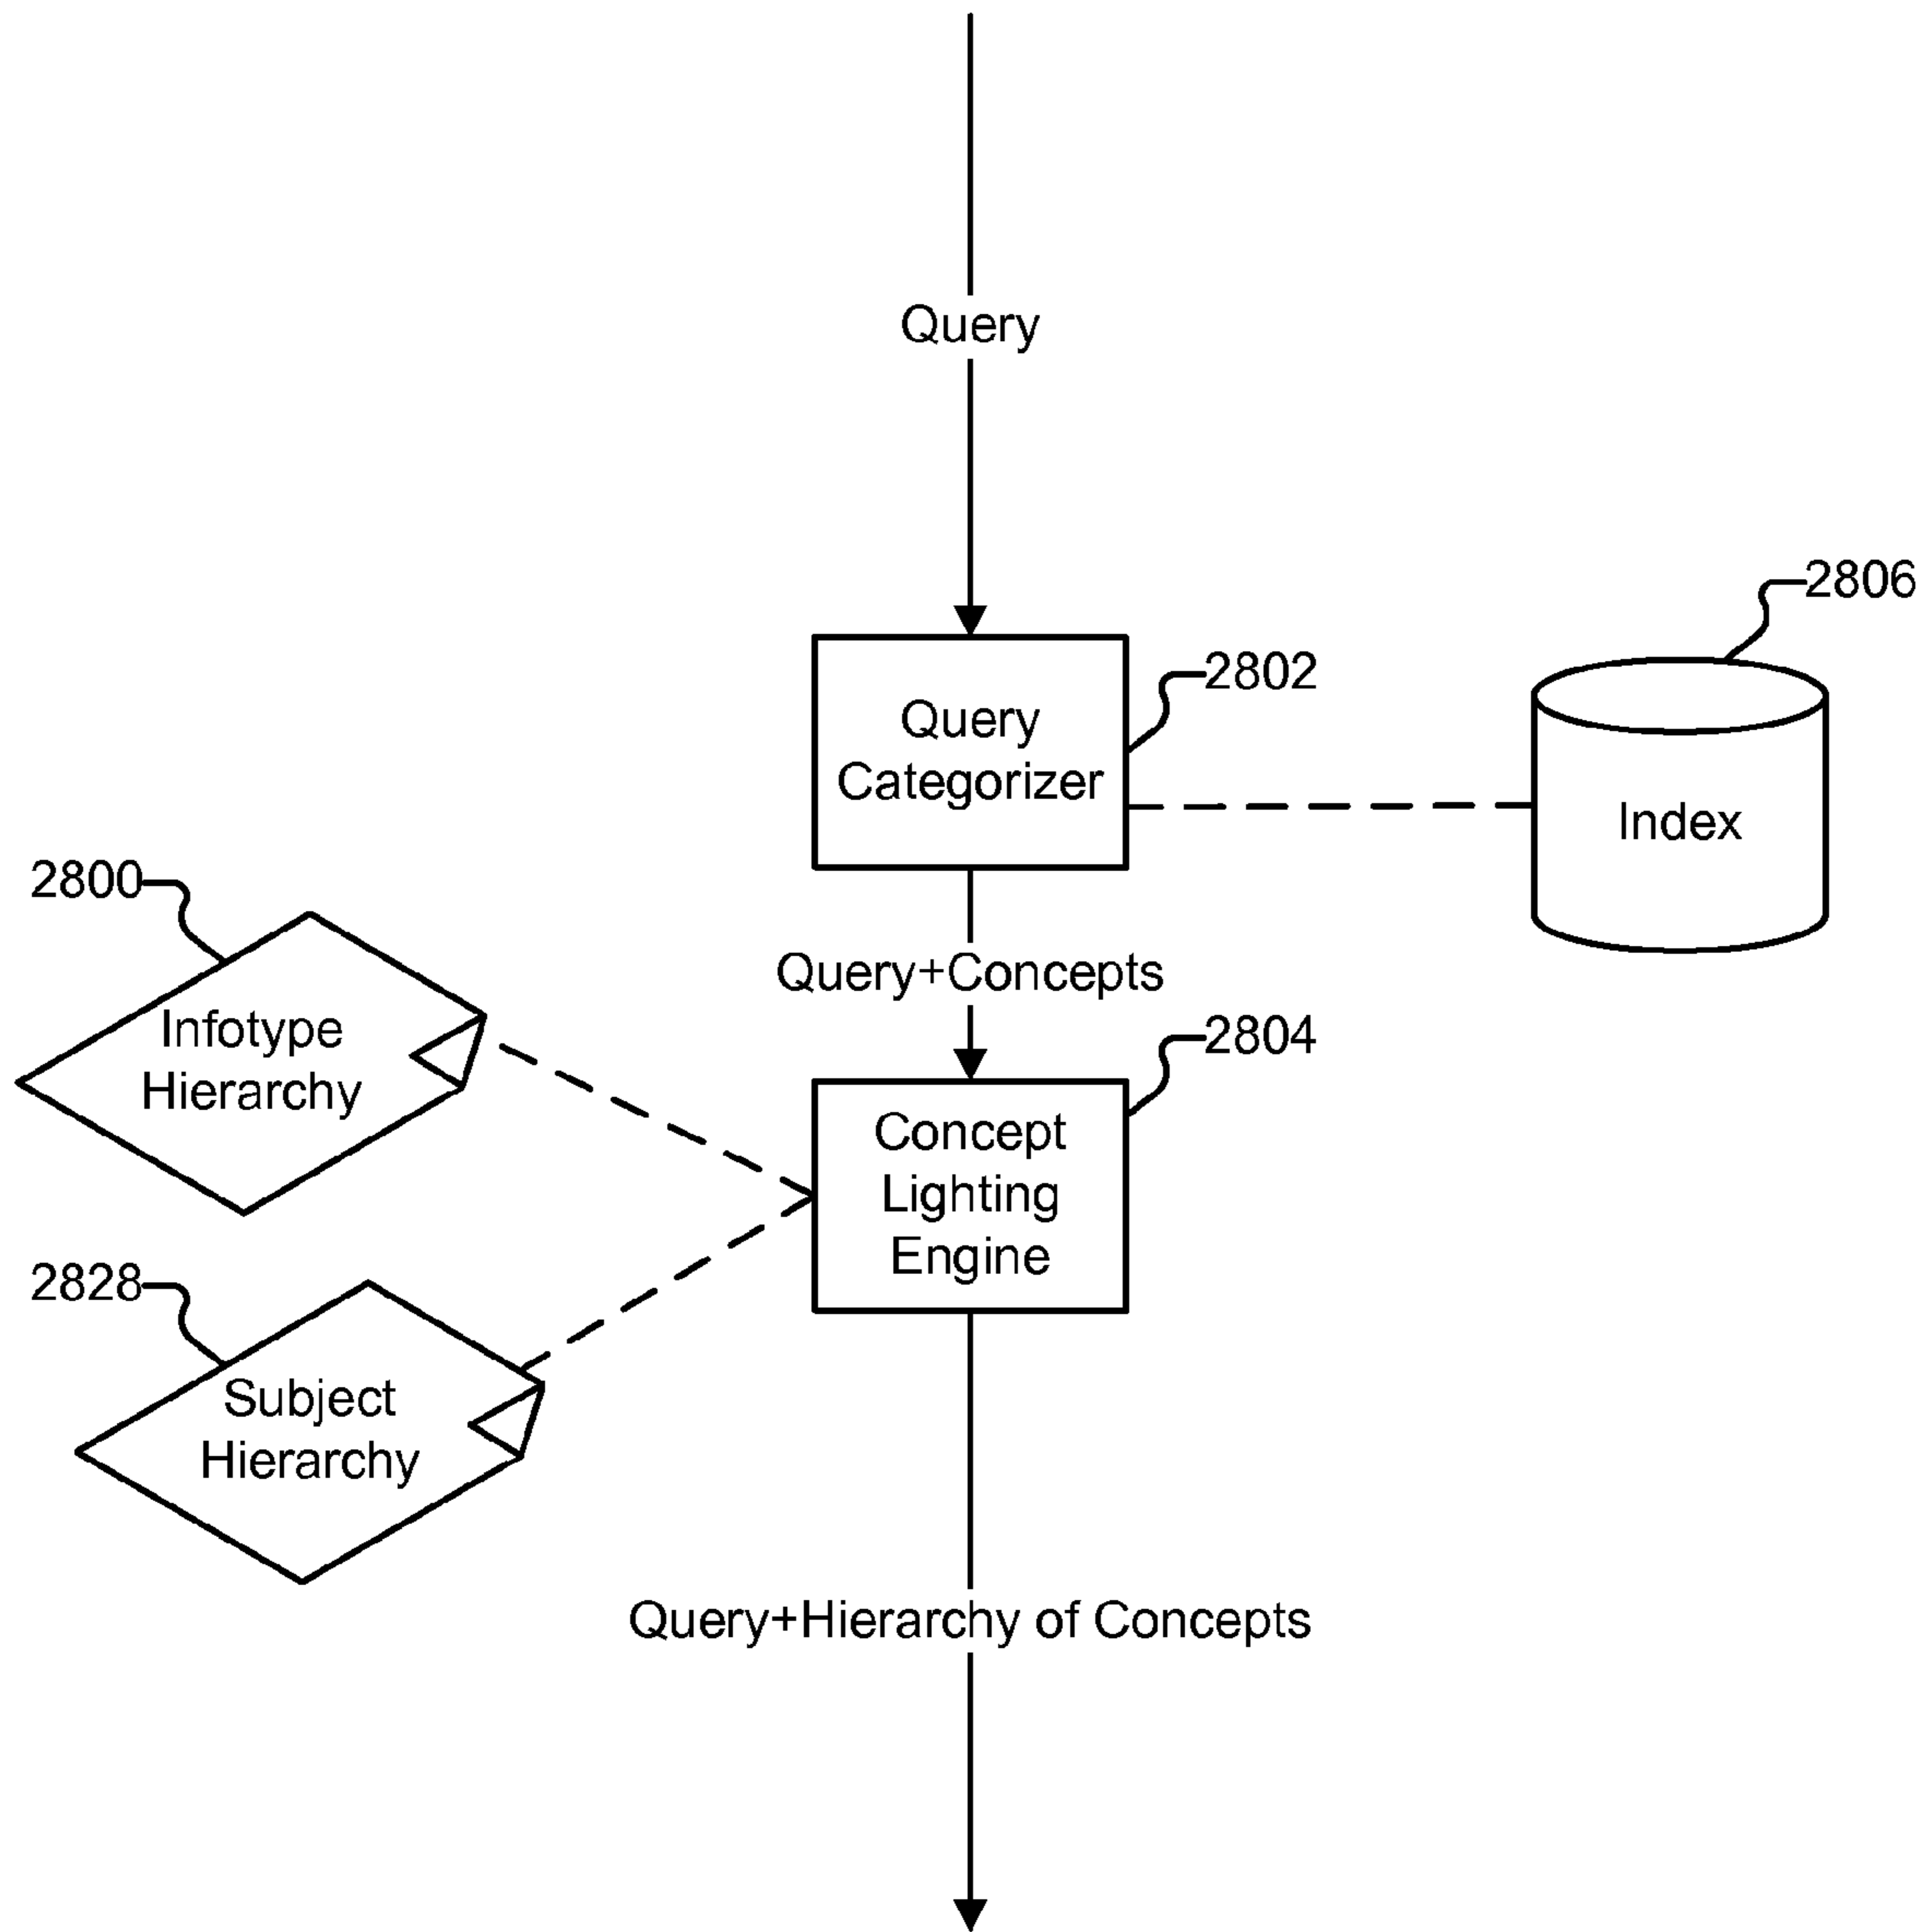 Query
2806
2802
Query
Categorizer
Index
2800
Query+Concepts
Infotype
Hierarchy
2804
Concept
Lighting
Engine
2828
Subject
Hierarchy
Query+Hierarchy of Concepts